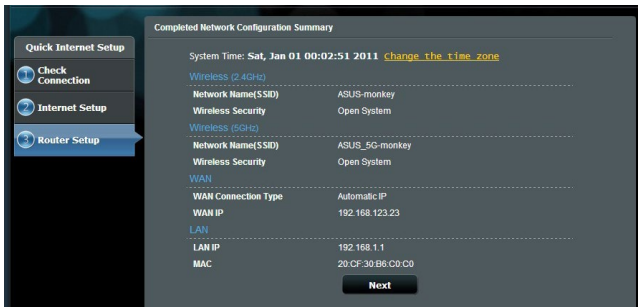 Completed Network Configuration Summary
Quick Internet Setup
1 Check Connection
2 Internet Setup
3 Router Setup
System Time: Sat, Jan 01 00:02:51 2011 Change the time zone
Wireless (2.4GHz)
Network Name(SSID) ASUS-monkey
Wireless Security Open System
Wireless (5GHz)
Network Name(SSID) ASUS_5G-monkey
Wireless Security Open System
WAN
WAN Connection Type Automatic IP
WAN IP 192.168.123.23
LAN
LAN IP 192.168.1.1
MAC 20:CF:30:B6:C0:C0
Next